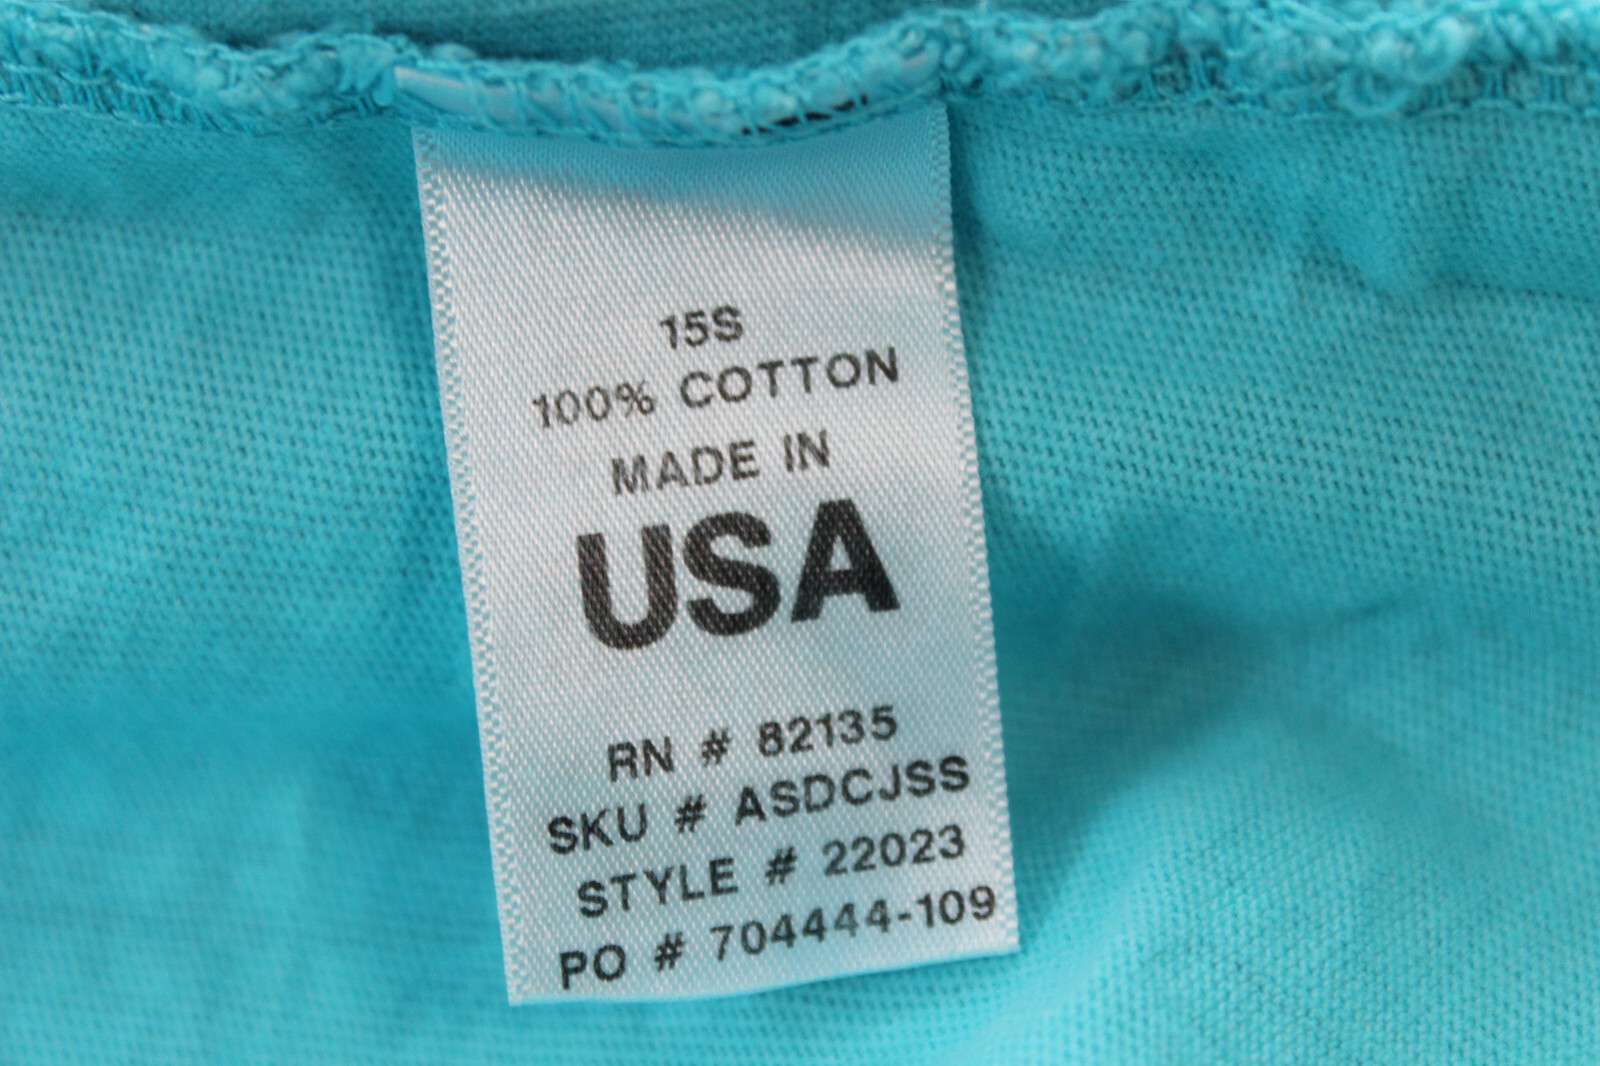 15S
100% COTTON
MADE IN
USA
RN # 82135
SKU # ASDCJSS
STYLE # 22023
PO # 704444-109